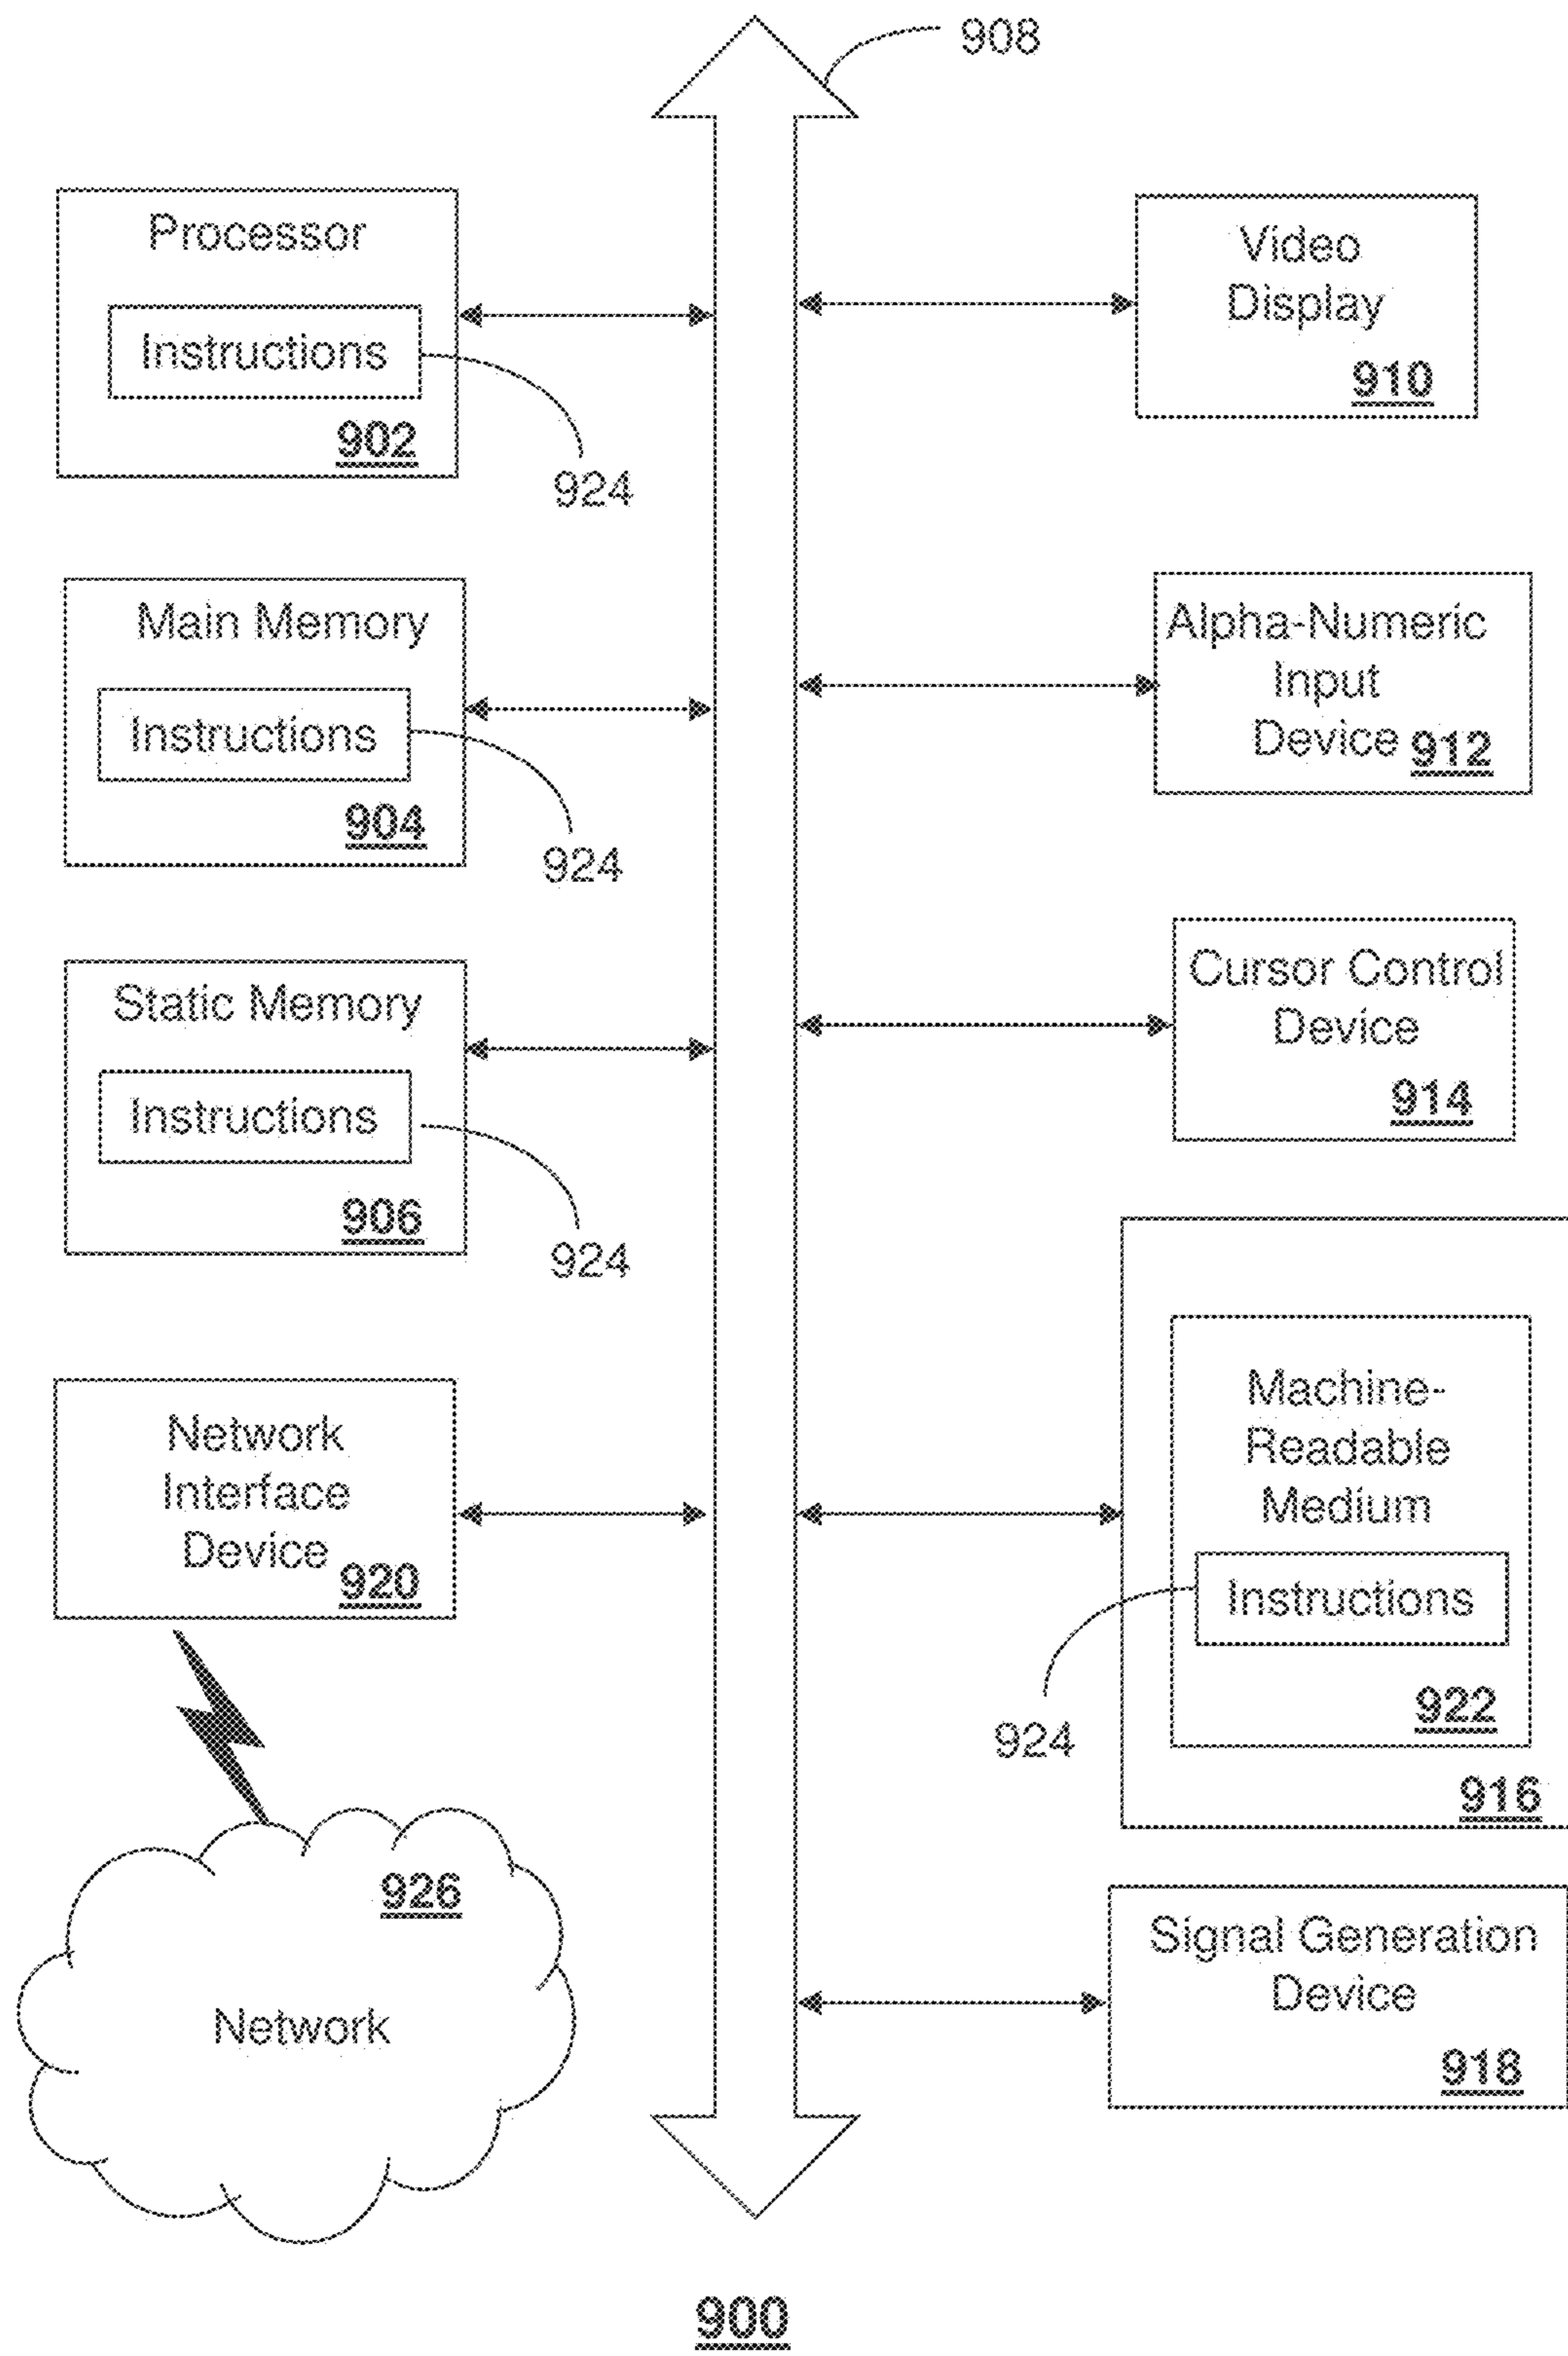 908
Processor
Instructions
902
924
Main Memory
Instructions
904
924
Static Memory
Instructions
906
924
Network
Interface
Device
920
926
Network
Video
Display
910
Alpha-Numeric
Input
Device
912
Cursor Control
Device
914
Machine-
Readable
Medium
Instructions
922
924
916
Signal Generation
Device
918
900